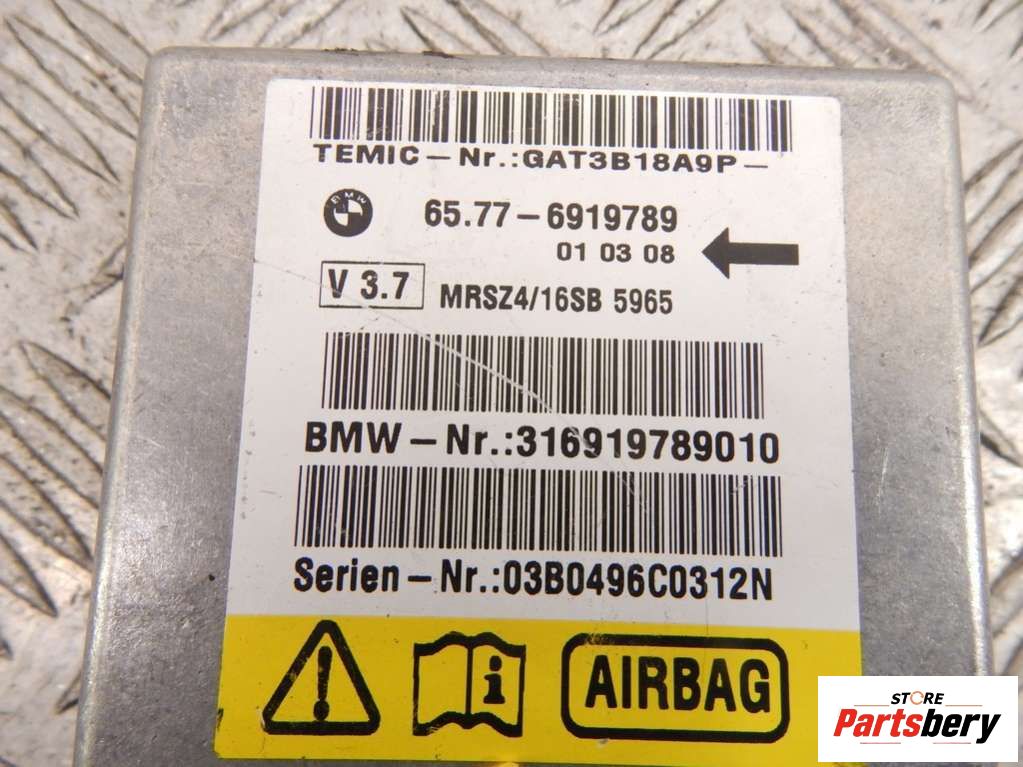 TEMIC-Nr.:GAT3B18A9P-
BMW
65.77-6919789
01 03 08
V 3.7
MRSZ4/16SB 5965
BMW-Nr.:316919789010
Serien-Nr.:03B0496C0312N
! i AIRBAG
STORE
Partsbery